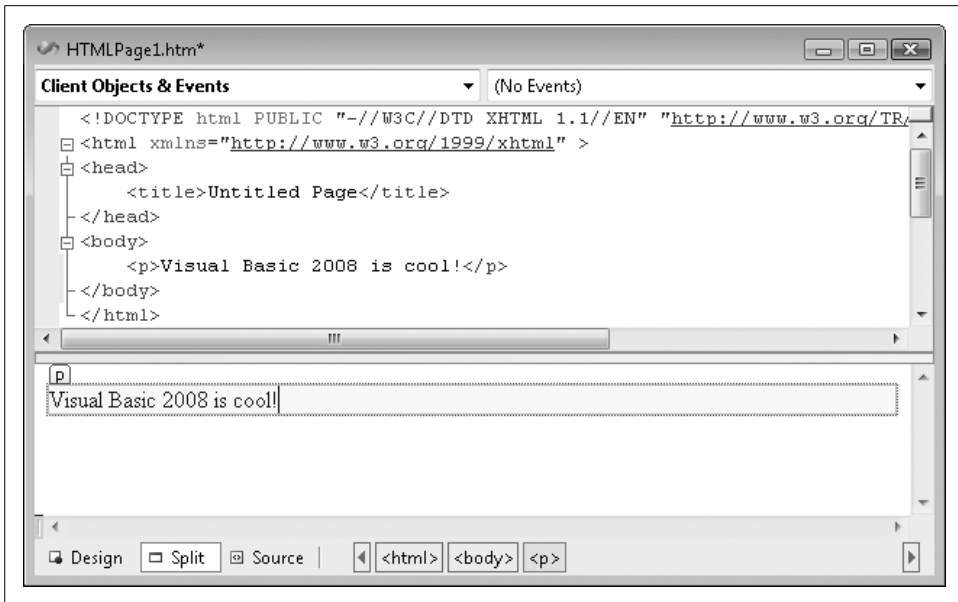 HTMLPage1.htm*
Client Objects & Events (No Events)
<!DOCTYPE html PUBLIC "-//W3C//DTD XHTML 1.1//EN" "http://www.w3.org/TR/
<html xmlns="http://www.w3.org/1999/xhtml" >
<head>
<title>Untitled Page</title>
</head>
<body>
<p>Visual Basic 2008 is cool!</p>
</body>
</html>
p
Visual Basic 2008 is cool!
Design Split Source <html> <body> <p>